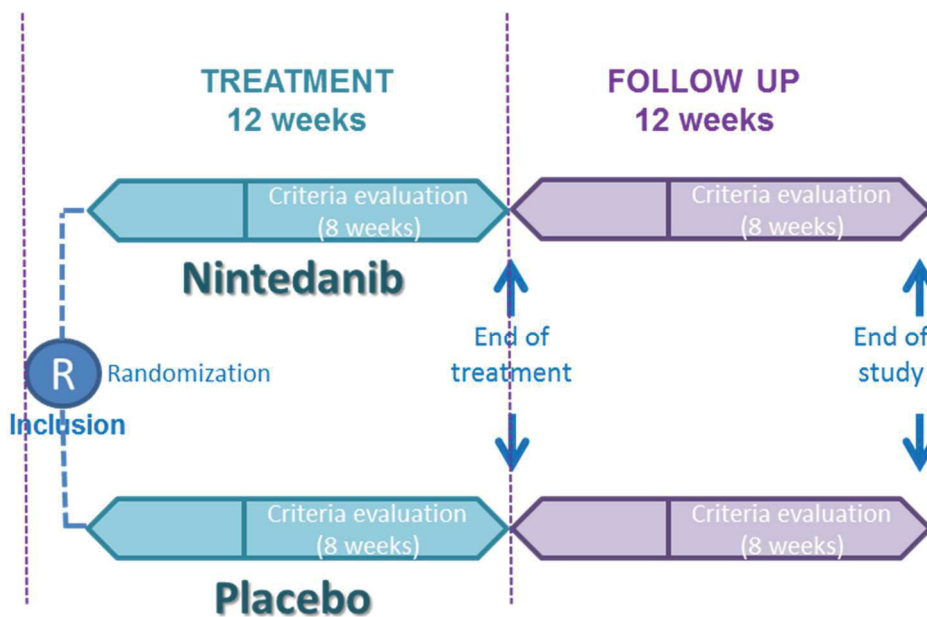 TREATMENT
12 weeks
FOLLOW UP
12 weeks
Criteria evaluation
(8 weeks)
Criteria evaluation
(8 weeks)
Nintedanib
End of
treatment
End of
study
R
Randomization
Inclusion
Criteria evaluation
(8 weeks)
Criteria evaluation
(8 weeks)
Placebo